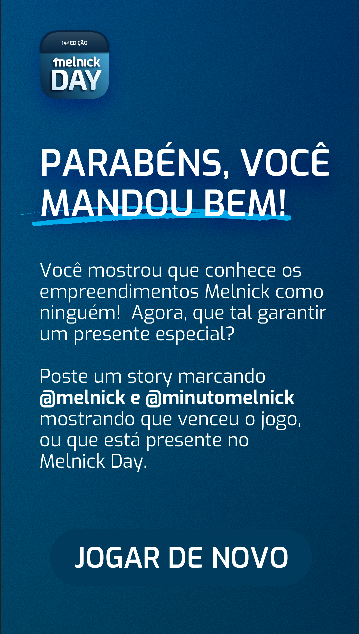 EDIÇÃO
melnick
DAY
PARABÉNS, VOCÊ
MANDOU BEM!
Você mostrou que conhece os
empreendimentos Melnick como
ninguém! Agora, que tal garantir
um presente especial?
Poste um story marcando
@melnick e @minutomelnick
mostrando que venceu o jogo,
ou que está presente no
Melnick Day.
JOGAR DE NOVO